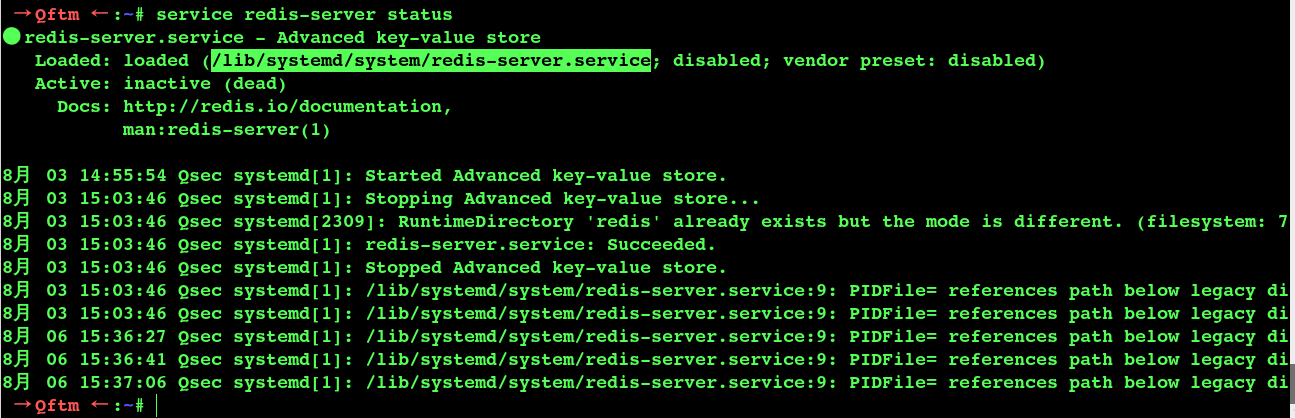 →Qftm ←:~# service redis-server status
●redis-server.service - Advanced key-value store
Loaded: loaded (/lib/systemd/system/redis-server.service; disabled; vendor preset: disabled)
Active: inactive (dead)
Docs: http://redis.io/documentation,
man:redis-server(1)
8月 03 14:55:54 Qsec systemd[1]: Started Advanced key-value store.
8月 03 15:03:46 Qsec systemd[1]: Stopping Advanced key-value store...
8月 03 15:03:46 Qsec systemd[2309]: RuntimeDirectory 'redis' already exists but the mode is different. (filesystem: 7
8月 03 15:03:46 Qsec systemd[1]: redis-server.service: Succeeded.
8月 03 15:03:46 Qsec systemd[1]: Stopped Advanced key-value store.
8月 03 15:03:46 Qsec systemd[1]: /lib/systemd/system/redis-server.service:9: PIDFile= references path below legacy di
8月 03 15:03:46 Qsec systemd[1]: /lib/systemd/system/redis-server.service:9: PIDFile= references path below legacy di
8月 06 15:36:27 Qsec systemd[1]: /lib/systemd/system/redis-server.service:9: PIDFile= references path below legacy di
8月 06 15:36:41 Qsec systemd[1]: /lib/systemd/system/redis-server.service:9: PIDFile= references path below legacy di
8月 06 15:37:06 Qsec systemd[1]: /lib/systemd/system/redis-server.service:9: PIDFile= references path below legacy di
→Qftm ←:~#